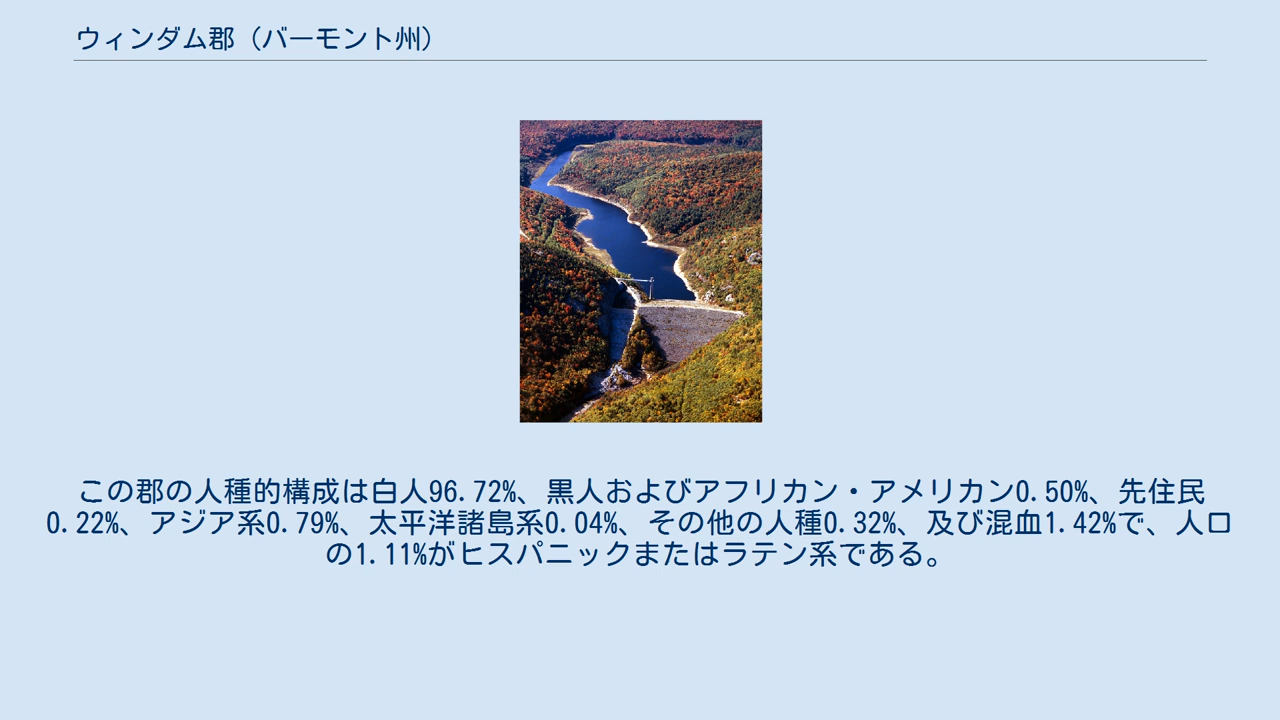 ウィンダム郡（バーモント州）
この郡の人種的構成は白人96.72%、黒人およびアフリカン・アメリカン0.50%、先住民
0.22%、アジア系0.79%、太平洋諸島系0.04%、その他の人種0.32%、及び混血1.42%で、人口
の1.11%がヒスパニックまたはラテン系である。